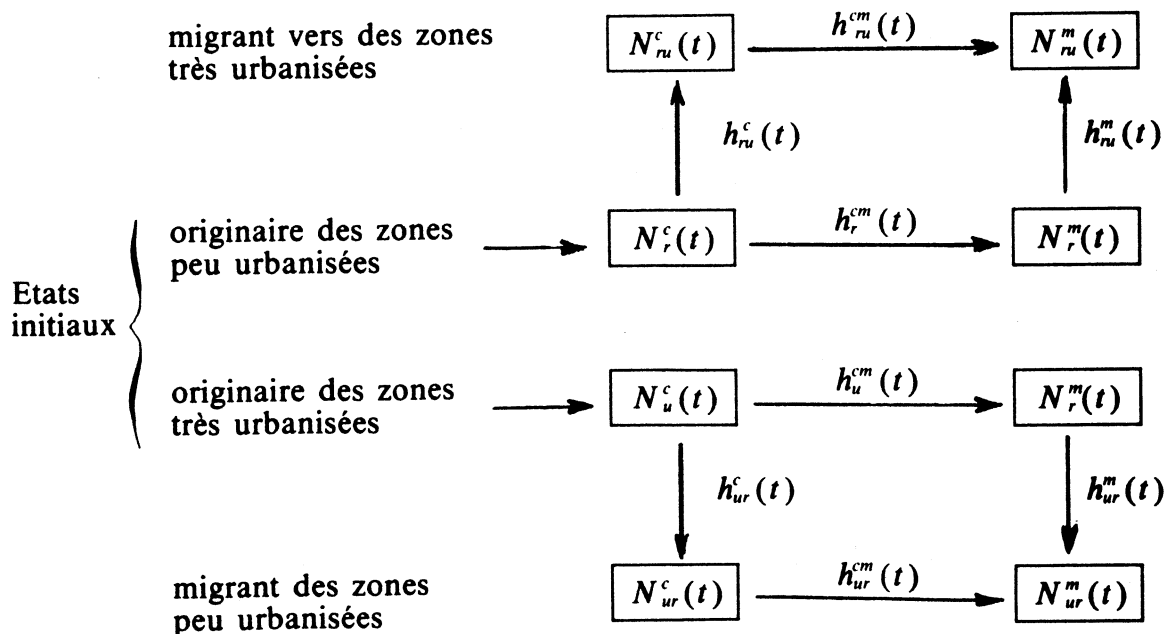 migrant vers des zones
très urbanisées
N^c_ru(t)
h^cm_ru(t)
N^m_ru(t)
h^c_ru(t)
h^m_ru(t)
Etats
initiaux
originaire des zones
peu urbanisées
N^c_r(t)
h^cm_r(t)
N^m_r(t)
originaire des zones
très urbanisées
N^c_u(t)
h^cm_u(t)
N^m_r(t)
h^c_ur(t)
h^m_ur(t)
migrant des zones
peu urbanisées
N^c_ur(t)
h^cm_ur(t)
N^m_ur(t)